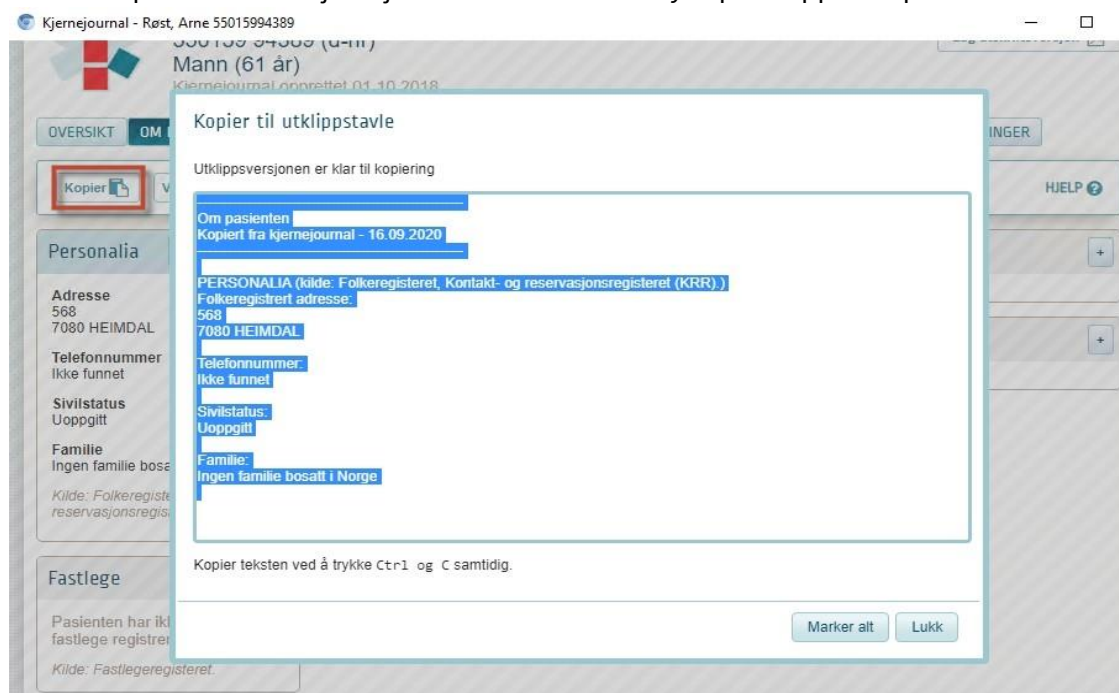 Kjernejournal - Røst, Arne 55015994389
550159 94389 (d-nr)
Mann (61 år)
Kjernejournal opprettet 01.10.2018
OVERSIKT
OM
INGER
Kopier
V
HJELP
Kopier til utklippstavle
Utklippsversjonen er klar til kopiering
Om pasienten
Kopiert fra kjernejournal - 16.09.2020
PERSONALIA (kilde: Folkeregisteret, Kontakt- og reservasjonsregisteret (KRR).)
Folkeregistrert adresse:
568
7080 HEIMDAL
Telefonnummer:
Ikke funnet
Sivilstatus:
Uoppgitt
Familie:
Ingen familie bosatt i Norge
Kopier teksten ved å trykke Ctrl og C samtidig.
Marker alt
Lukk
Personalia
Adresse
568
7080 HEIMDAL
Telefonnummer
Ikke funnet
Sivilstatus
Uoppgitt
Familie
Ingen familie bosa
Kilde: Folkeregiste
reservasjonsregis
Fastlege
Pasienten har ik
fastlege registrer
Kilde: Fastlegeregisteret.